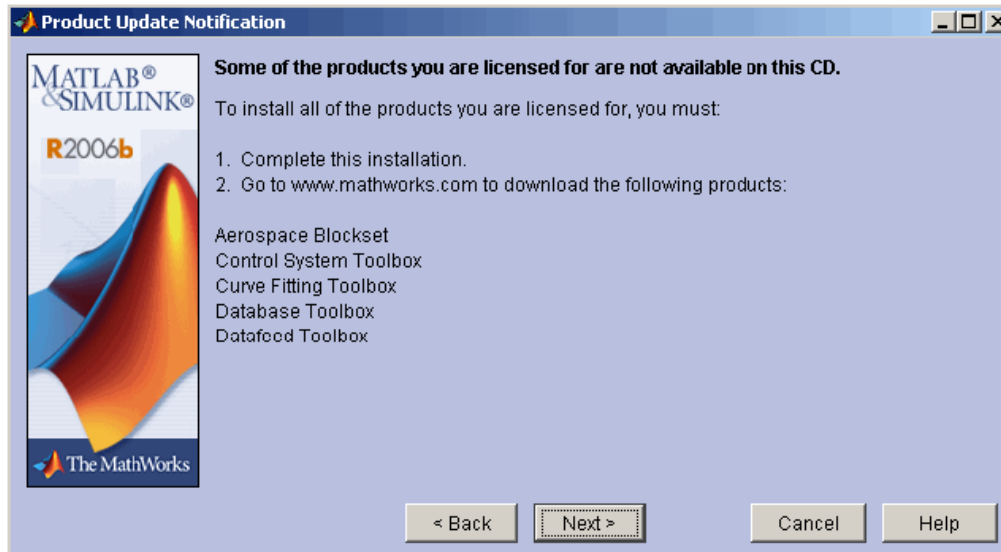 Product Update Notification
MATLAB®
&SIMULINK®
R2006b
The MathWorks
Some of the products you are licensed for are not available on this CD.
To install all of the products you are licensed for, you must:
1. Complete this installation.
2. Go to www.mathworks.com to download the following products:
Aerospace Blockset
Control System Toolbox
Curve Fitting Toolbox
Database Toolbox
Datafeed Toolbox
< Back
Next >
Cancel
Help